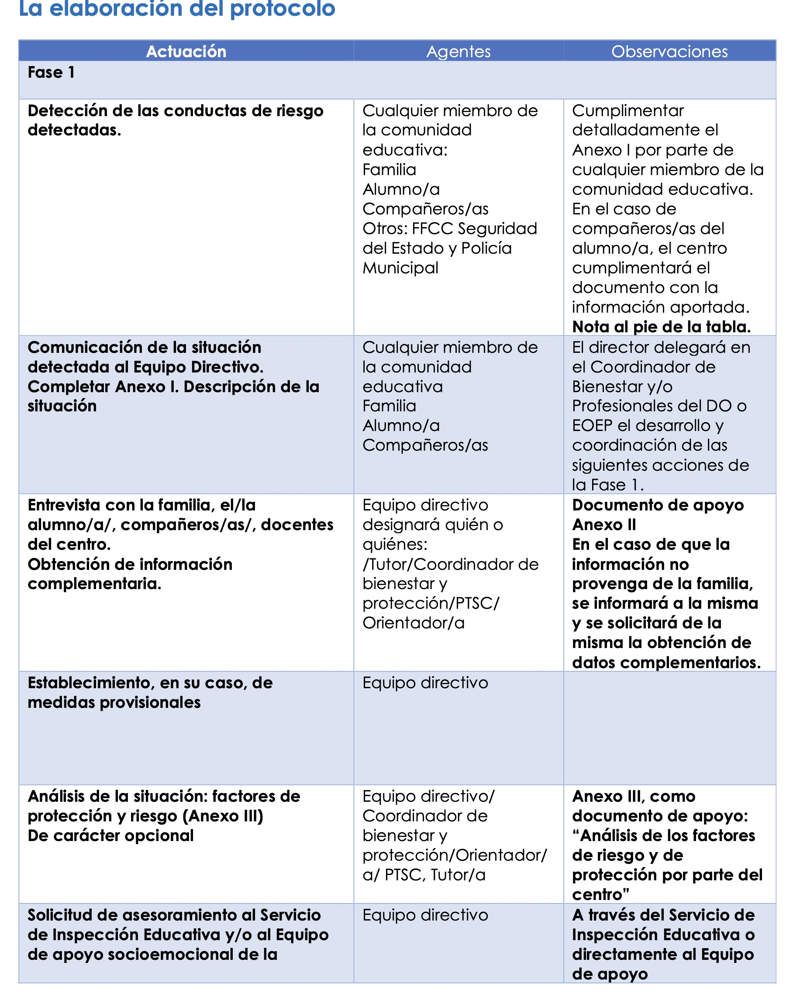 La elaboración del protocolo
Actuación
Agentes
Observaciones
Fase 1
Detección de las conductas de riesgo
detectadas.
Cualquier miembro de
la comunidad
educativa:
Familia
Alumno/a
Compañeros/as
Otros: FFCC Seguridad
del Estado y Policía
Municipal
Cumplimentar
detalladamente el
Anexo I por parte de
cualquier miembro de la
comunidad educativa.
En el caso de
compañeros/as del
alumno/a, el centro
cumplimentará el
documento con la
información aportada.
Nota al pie de la tabla.
Comunicación de la situación
detectada al Equipo Directivo.
Completar Anexo I. Descripción de la
situación
Cualquier miembro de
la comunidad
educativa
Familia
Alumno/a
Compañeros/as
El director delegará en
el Coordinador de
Bienestar y/o
Profesionales del DO o
EOEP el desarrollo y
coordinación de las
siguientes acciones de
la Fase 1.
Entrevista con la familia, el/la
alumno/a/, compañeros/as/, docentes
del centro.
Obtención de información
complementaria.
Equipo directivo
designará quién o
quiénes:
/Tutor/Coordinador de
bienestar y
protección/PTSC/
Orientador/a
Documento de apoyo
Anexo II
En el caso de que la
información no
provenga de la familia,
se informará a la misma
y se solicitará de la
misma la obtención de
datos complementarios.
Establecimiento, en su caso, de
medidas provisionales
Equipo directivo
Análisis de la situación: factores de
protección y riesgo (Anexo III)
De carácter opcional
Equipo directivo/
Coordinador de
bienestar y
protección/Orientador/
a/ PTSC, Tutor/a
Anexo III, como
documento de apoyo:
“Análisis de los factores
de riesgo y de
protección por parte del
centro”
Solicitud de asesoramiento al Servicio
de Inspección Educativa y/o al Equipo
de apoyo socioemocional de la
Equipo directivo
A través del Servicio de
Inspección Educativa o
directamente al Equipo
de apoyo